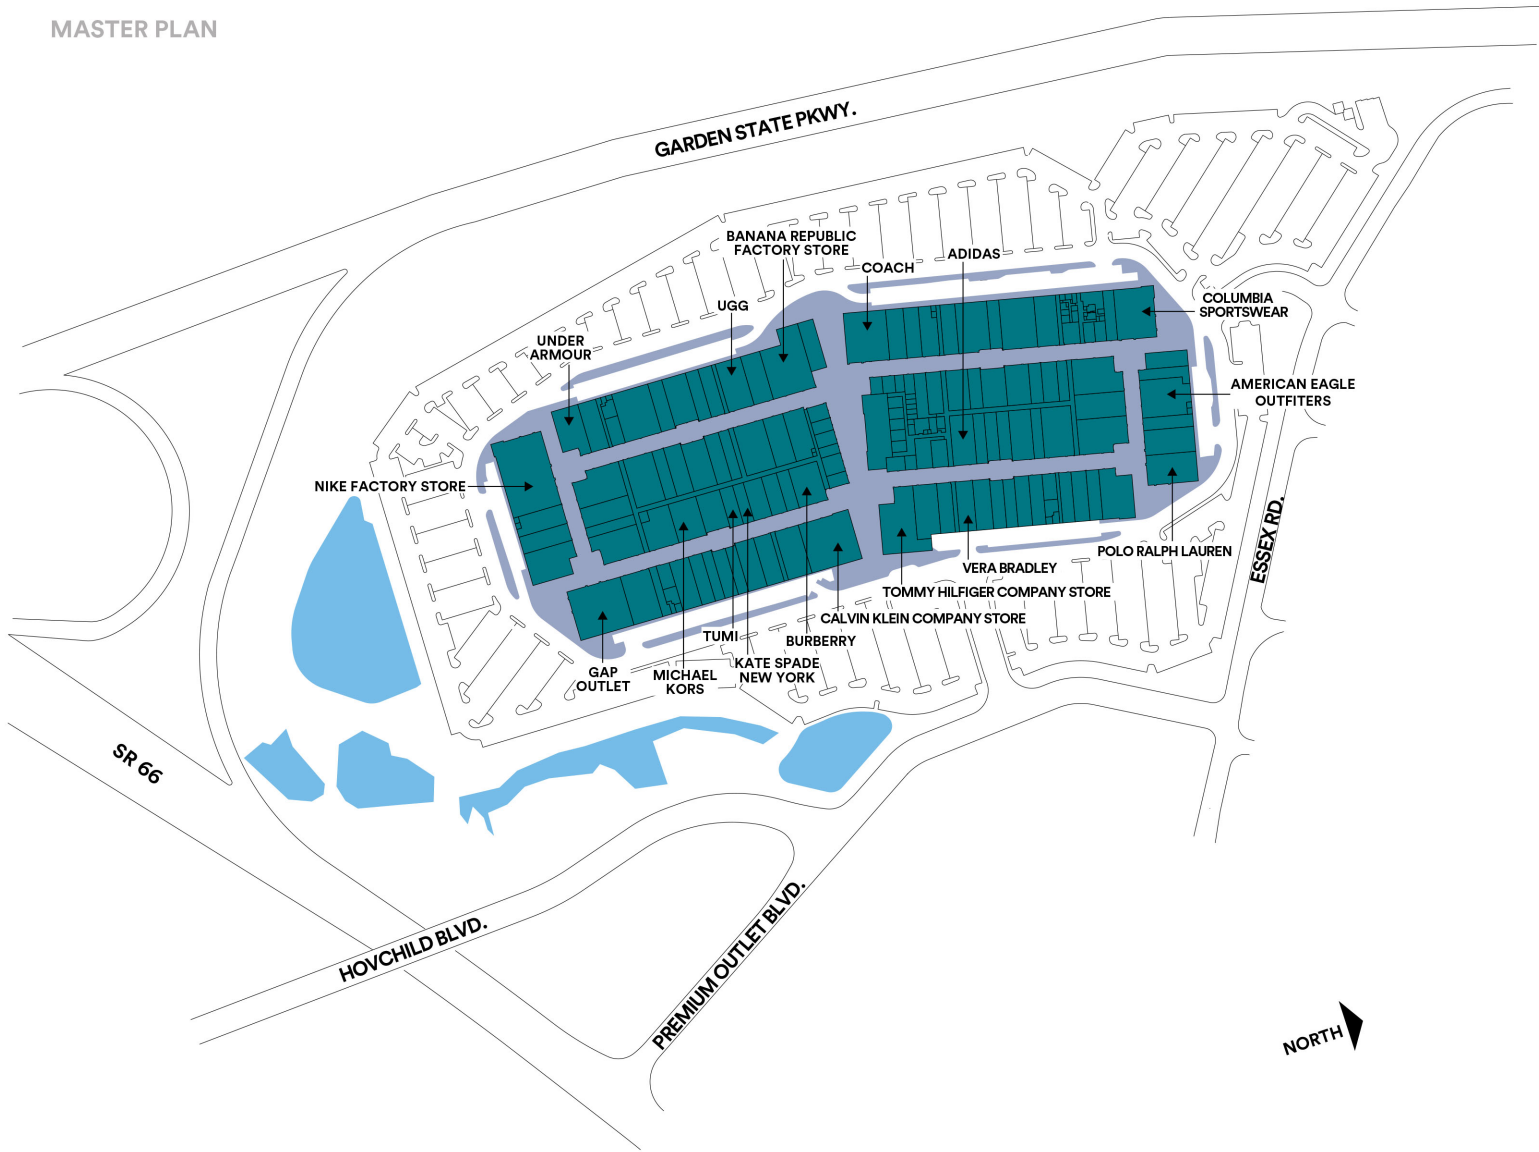 MASTER PLAN
GARDEN STATE PKWY.
BANANA REPUBLIC
FACTORY STORE
COACH
ADIDAS
UGG
COLUMBIA
SPORTSWEAR
UNDER
ARMOUR
AMERICAN EAGLE
OUTFITERS
NIKE FACTORY STORE
ESSEX RD.
POLO RALPH LAUREN
VERA BRADLEY
TOMMY HILFIGER COMPANY STORE
CALVIN KLEIN COMPANY STORE
TUMI
BURBERRY
KATE SPADE
NEW YORK
MICHAEL
KORS
GAP
OUTLET
SR 66
HOVCHILD BLVD.
PREMIUM OUTLET BLVD.
NORTH